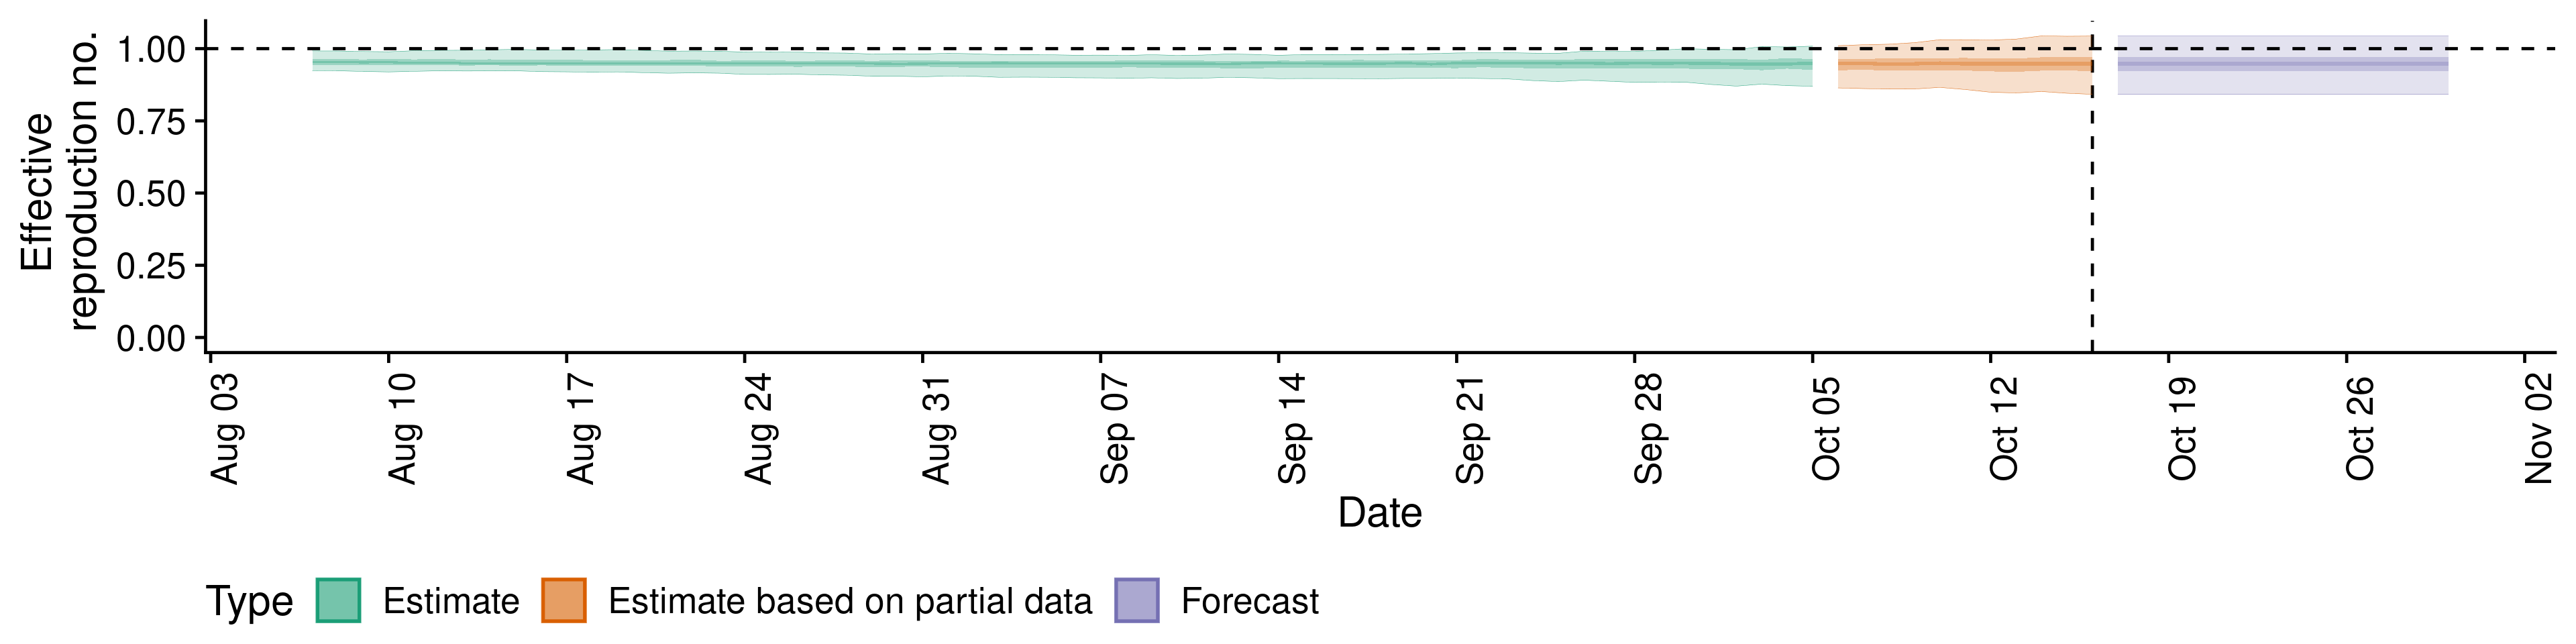 Effective
reproduction no.
1.00
0.75
0.50
0.25
0.00
Aug 03
Aug 10
Aug 17
Aug 24
Aug 31
Sep 07
Sep 14
Sep 21
Sep 28
Oct 05
Oct 12
Oct 19
Oct 26
Nov 02
Date
Type Estimate Estimate based on partial data Forecast